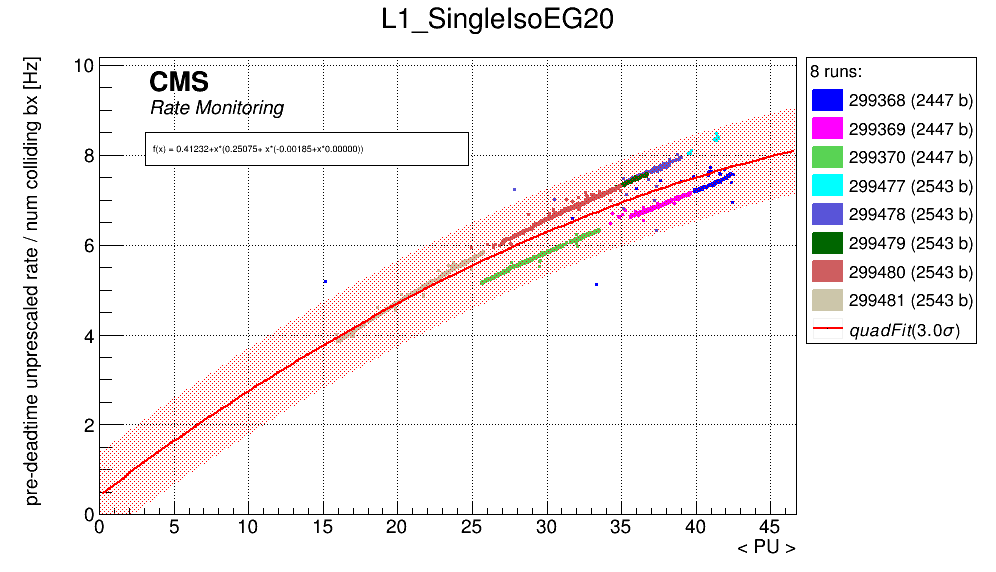 L1_SingleIsoEG20
pre-deadtime unprescaled rate / num colliding bx [Hz]
10
8
6
4
2
0
CMS
Rate Monitoring
f(x) = 0.41232+x*(0.25075+ x*(-0.00185+x*0.00000))
0 5 10 15 20 25 30 35 40 45
< PU >
8 runs:
299368 (2447 b)
299369 (2447 b)
299370 (2447 b)
299477 (2543 b)
299478 (2543 b)
299479 (2543 b)
299480 (2543 b)
299481 (2543 b)
quadFit(3.0σ)